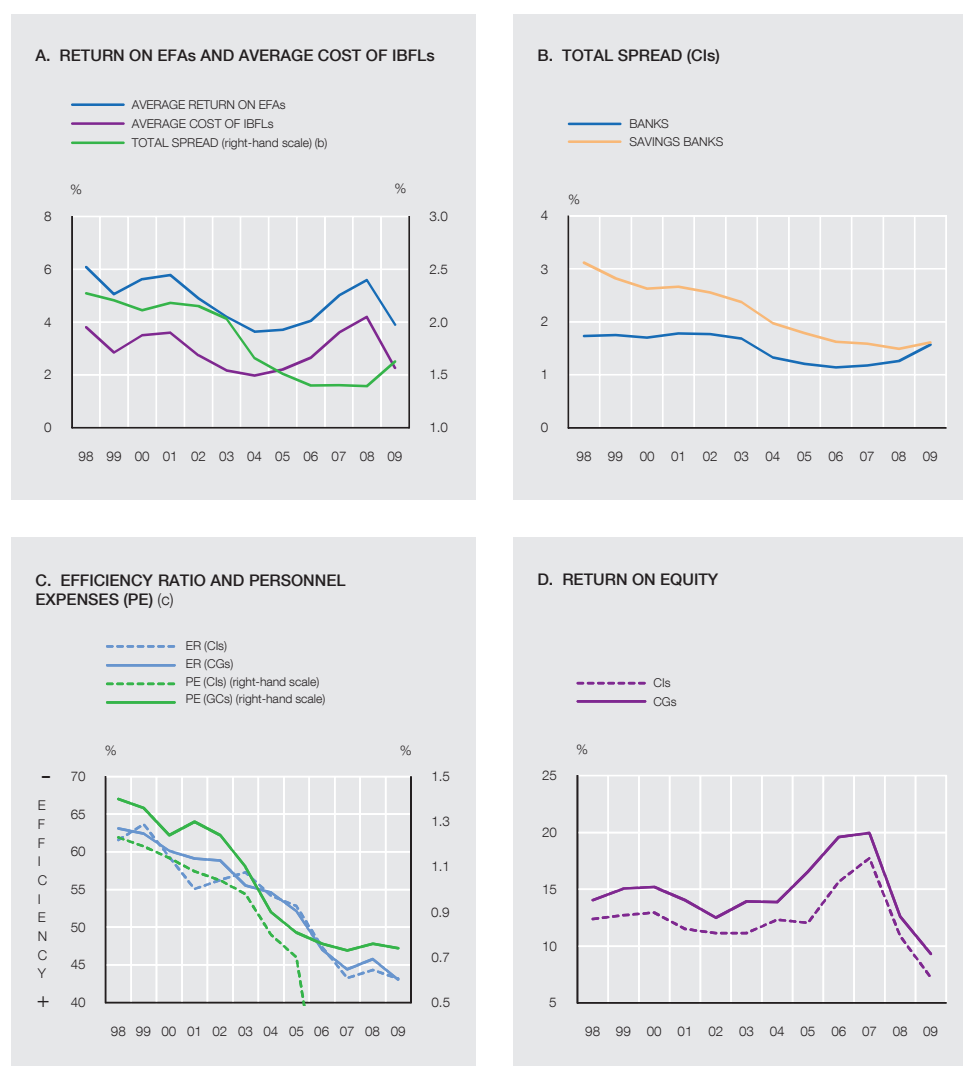 A. RETURN ON EFAs AND AVERAGE COST OF IBFLs
AVERAGE RETURN ON EFAs
AVERAGE COST OF IBFLs
TOTAL SPREAD (right-hand scale) (b)
% %
8 3.0
6 2.5
4 2.0
2 1.5
0 1.0
98 99 00 01 02 03 04 05 06 07 08 09
B. TOTAL SPREAD (CIs)
BANKS
SAVINGS BANKS
%
4
3
2
1
0
98 99 00 01 02 03 04 05 06 07 08 09
C. EFFICIENCY RATIO AND PERSONNEL
EXPENSES (PE) (c)
ER (CIs)
ER (CGs)
PE (CIs) (right-hand scale)
PE (GCs) (right-hand scale)
% %
– EFFICIENCY +
70 1.5
65
60 1.3
55 1.1
50 0.9
45 0.7
40 0.5
98 99 00 01 02 03 04 05 06 07 08 09
D. RETURN ON EQUITY
CIs
CGs
%
25
20
15
10
5
98 99 00 01 02 03 04 05 06 07 08 09